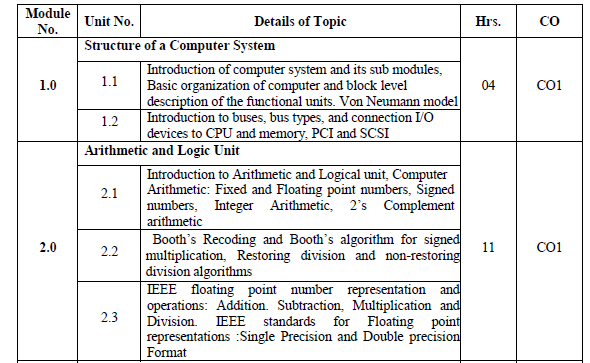 Module No. Unit No. Details of Topic Hrs. CO
Structure of a Computer System
1.0 04 CO1
1.1 Introduction of computer system and its sub modules,
Basic organization of computer and block level
description of the functional units. Von Neumann model
1.2 Introduction to buses, bus types, and connection I/O
devices to CPU and memory, PCI and SCSI
Arithmetic and Logic Unit
2.0 11 CO1
2.1 Introduction to Arithmetic and Logical unit, Computer
Arithmetic: Fixed and Floating point numbers, Signed
numbers, Integer Arithmetic, 2's Complement
arithmetic
2.2 Booth's Recoding and Booth's algorithm for signed
multiplication, Restoring division and non-restoring
division algorithms
2.3 IEEE floating point number representation and
operations: Addition. Subtraction, Multiplication and
Division. IEEE standards for Floating point
representations :Single Precision and Double precision
Format